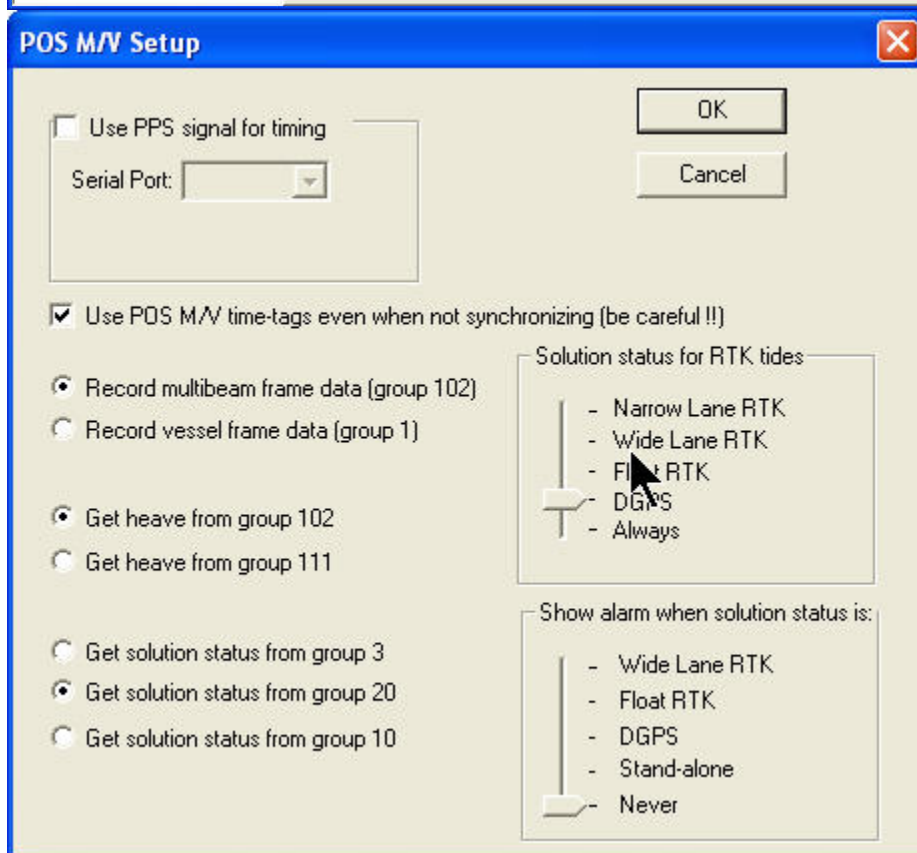 POS M/V Setup
Use PPS signal for timing
OK
Serial Port:
Cancel
Use POS M/V time-tags even when not synchronizing (be careful !!)
Solution status for RTK tides
Record multibeam frame data (group 102)
Narrow Lane RTK
Record vessel frame data (group 1)
Wide Lane RTK
RTK
Get heave from group 102
DGPS
Always
Get heave from group 111
Show alarm when solution status is:
Get solution status from group 3
Wide Lane RTK
Get solution status from group 20
Float RTK
Get solution status from group 10
DGPS
Stand-alone
Never